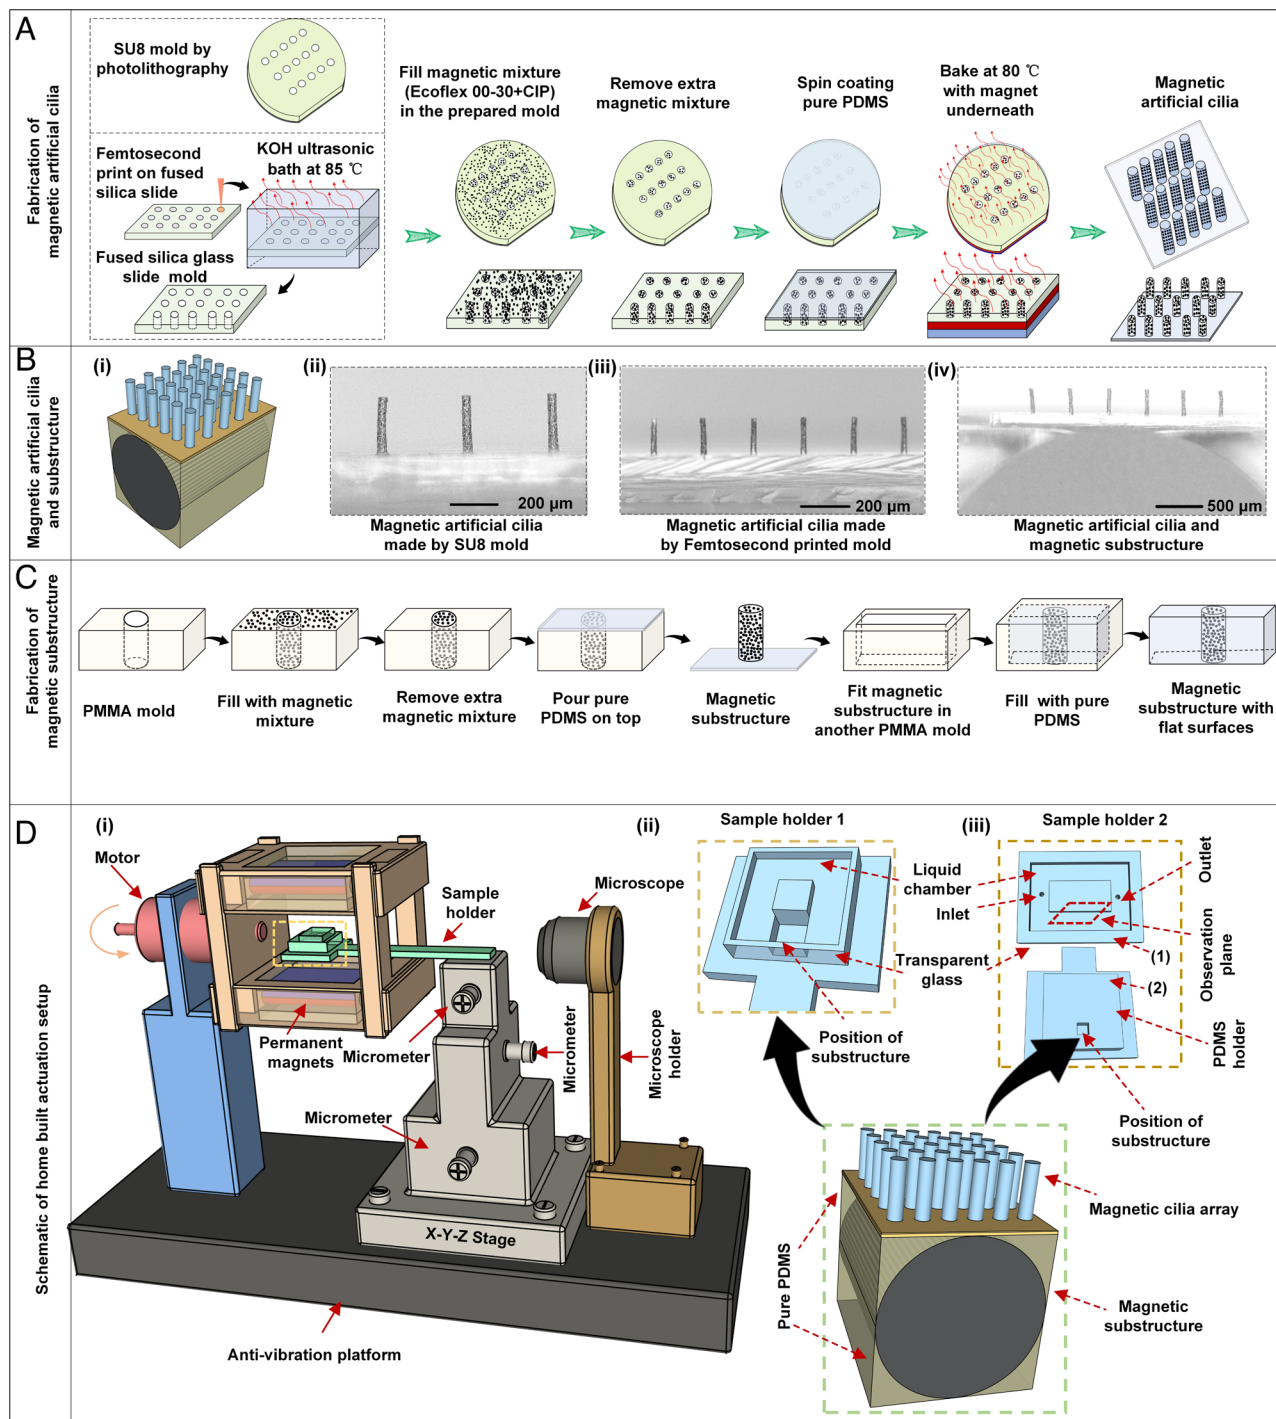 A
Fabrication of
magnetic artificial cilia
SU8 mold by
photolithography
Femtosecond
print on fused
silica slide
KOH ultrasonic
bath at 85 ℃
Fused silica glass
slide mold
Fill magnetic mixture
(Ecoflex 00-30+CIP)
in the prepared mold
Remove extra
magnetic mixture
Spin coating
pure PDMS
Bake at 80 ℃
with magnet
underneath
Magnetic
artificial cilia
B
Magnetic artificial cilia
and substructure
(i)
(ii)
200 μm
Magnetic artificial cilia
made by SU8 mold
(iii)
200 μm
Magnetic artificial cilia made
by Femtosecond printed mold
(iv)
500 μm
Magnetic artificial cilia and
magnetic substructure
C
Fabrication of
magnetic substructure
PMMA mold
Fill with magnetic
mixture
Remove extra
magnetic mixture
Pour pure
PDMS on top
Magnetic
substructure
Fit magnetic
substructure in
another PMMA mold
Fill with pure
PDMS
Magnetic
substructure with
flat surfaces
D
Schematic of home built actuation setup
(i)
Motor
Sample
holder
Microscope
Permanent
magnets
Micrometer
Micrometer
Micrometer
Microscope
holder
X-Y-Z Stage
Anti-vibration platform
(ii)
Sample holder 1
Liquid
chamber
Inlet
Transparent
glass
Position of
substructure
(iii)
Sample holder 2
Outlet
Observation
plane
(1)
(2)
PDMS
holder
Position of
substructure
Magnetic cilia array
Pure PDMS
Magnetic
substructure